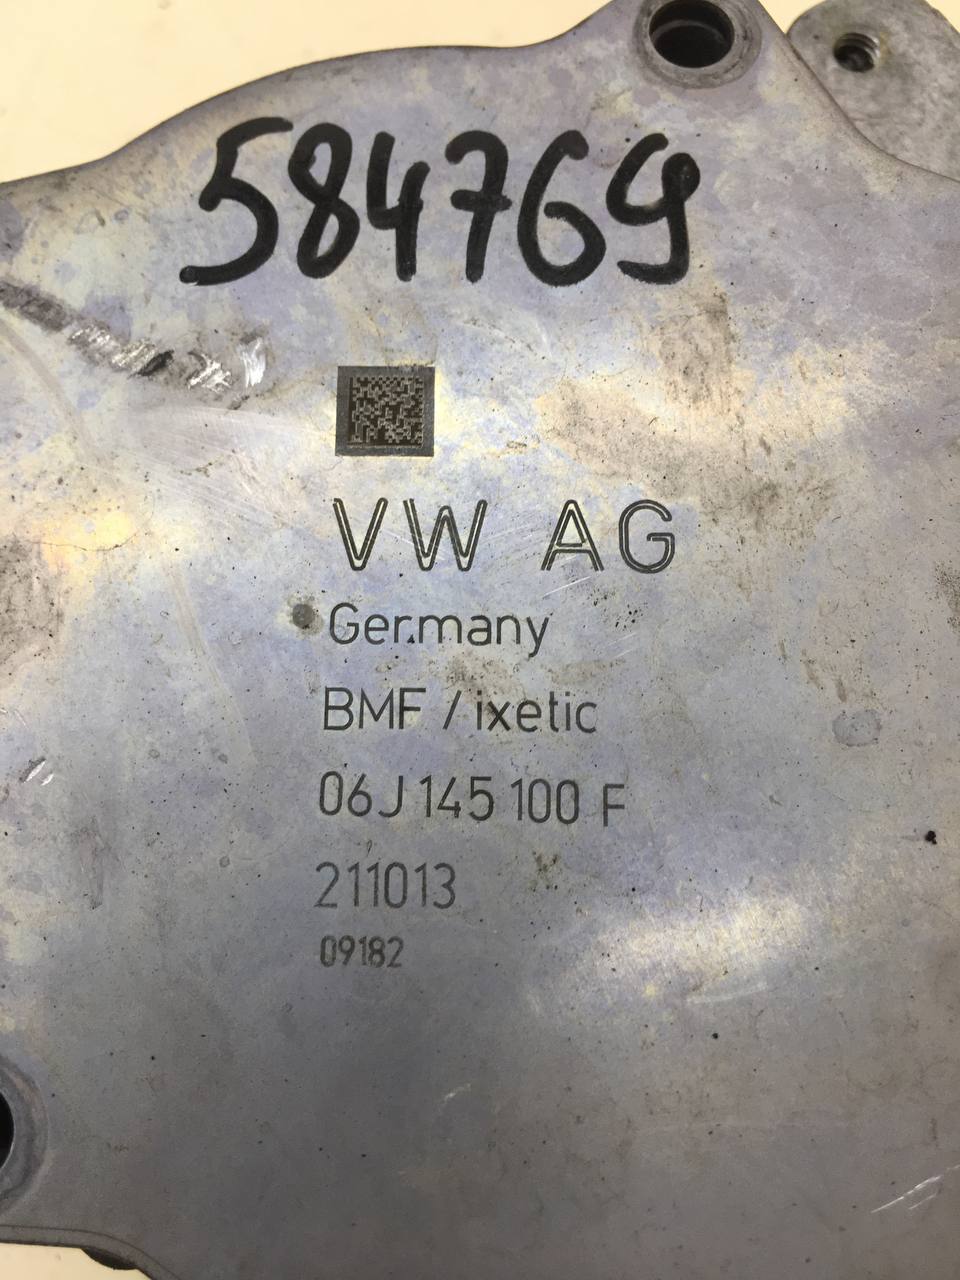 584769
VW AG
Germany
BMF / ixetic
06J 145 100 F
211013
09182